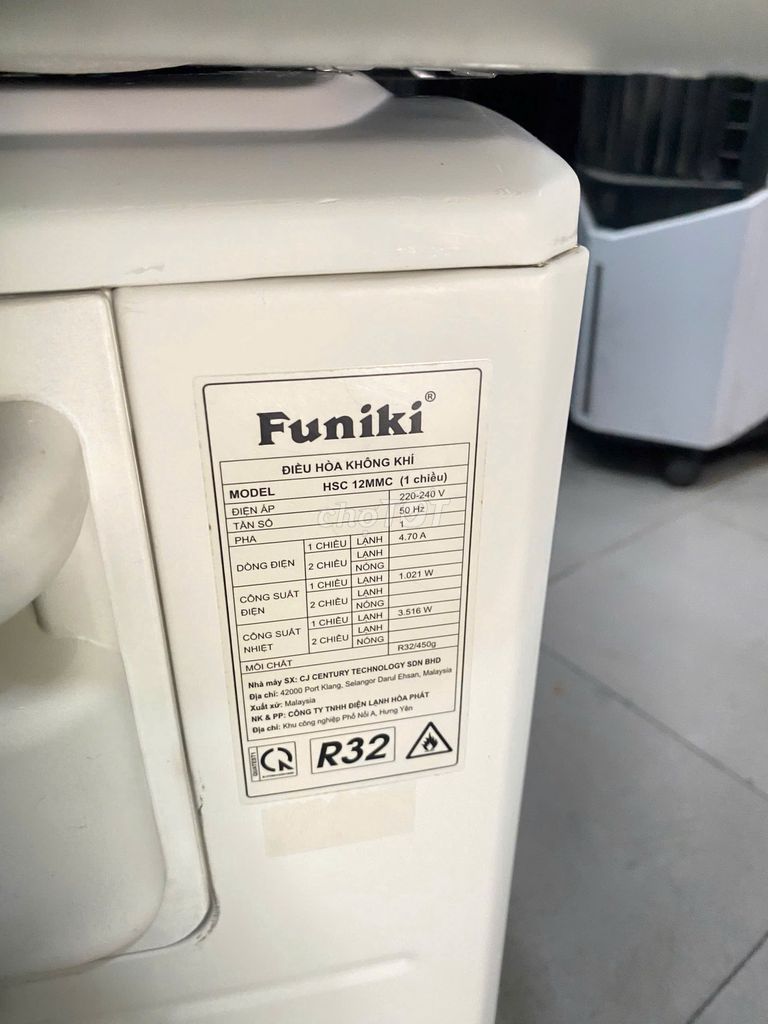 Funiki®
ĐIỀU HÒA KHÔNG KHÍ
MODEL HSC 12MMC (1 chiều)
ĐIỆN ÁP 220-240 V
TẦN SỐ 50 Hz
PHA 1
DÒNG ĐIỆN 1 CHIỀU LẠNH 4.70 A
2 CHIỀU LẠNH
NÓNG
CÔNG SUẤT ĐIỆN 1 CHIỀU LẠNH 1.021 W
2 CHIỀU LẠNH
NÓNG
CÔNG SUẤT NHIỆT 1 CHIỀU LẠNH 3.516 W
2 CHIỀU LẠNH
NÓNG
MÔI CHẤT R32/450g
Nhà máy SX: CJ CENTURY TECHNOLOGY SDN BHD
Địa chỉ: 42000 Port Klang, Selangor Darul Ehsan, Malaysia
Xuất xứ: Malaysia
NK & PP: CÔNG TY TNHH ĐIỆN LẠNH HÒA PHÁT
Địa chỉ: Khu công nghiệp Phố Nối A, Hưng Yên
QUATEST1
R32
choTOT